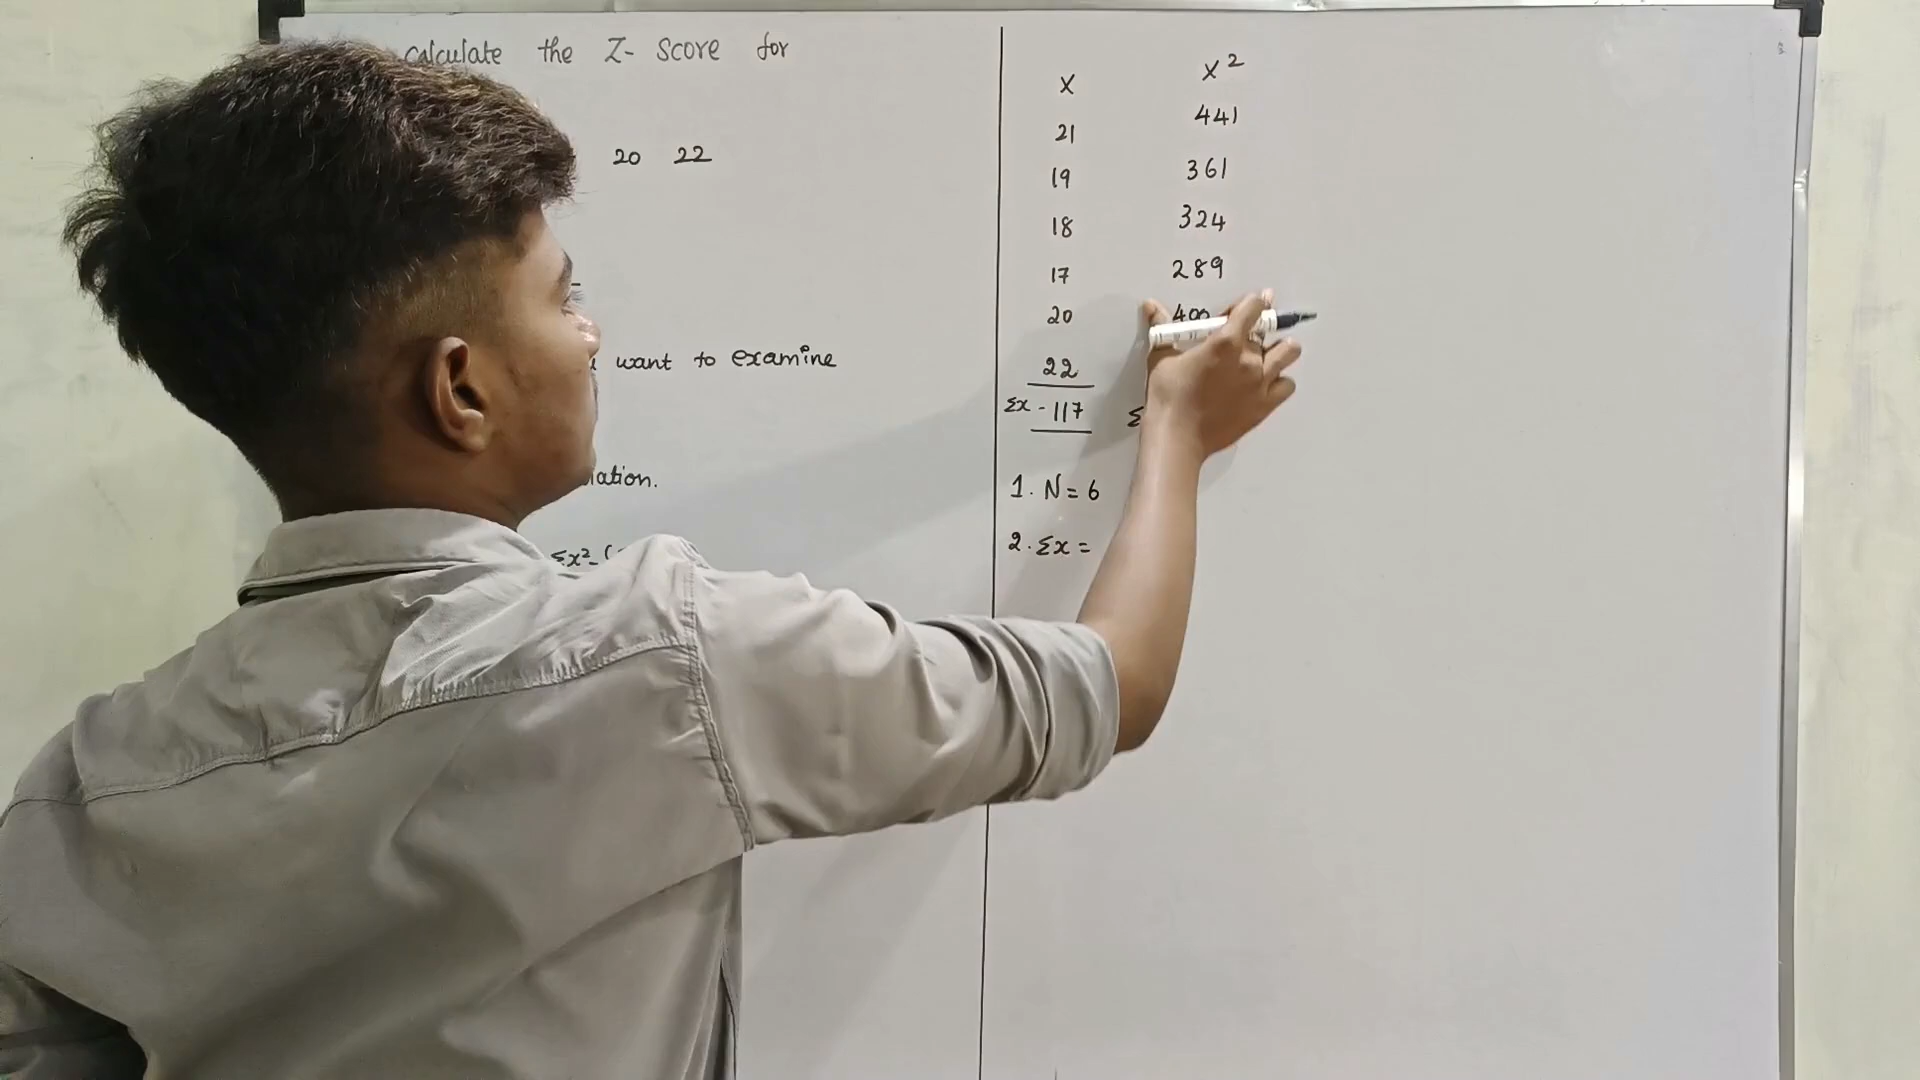 calculate the Z- score for
20 22
want to examine
Σx²- (
X X²
21 441
19 361
18 324
17 289
20 400
22
Σx - 117 Σ
1. N = 6
2. Σx =